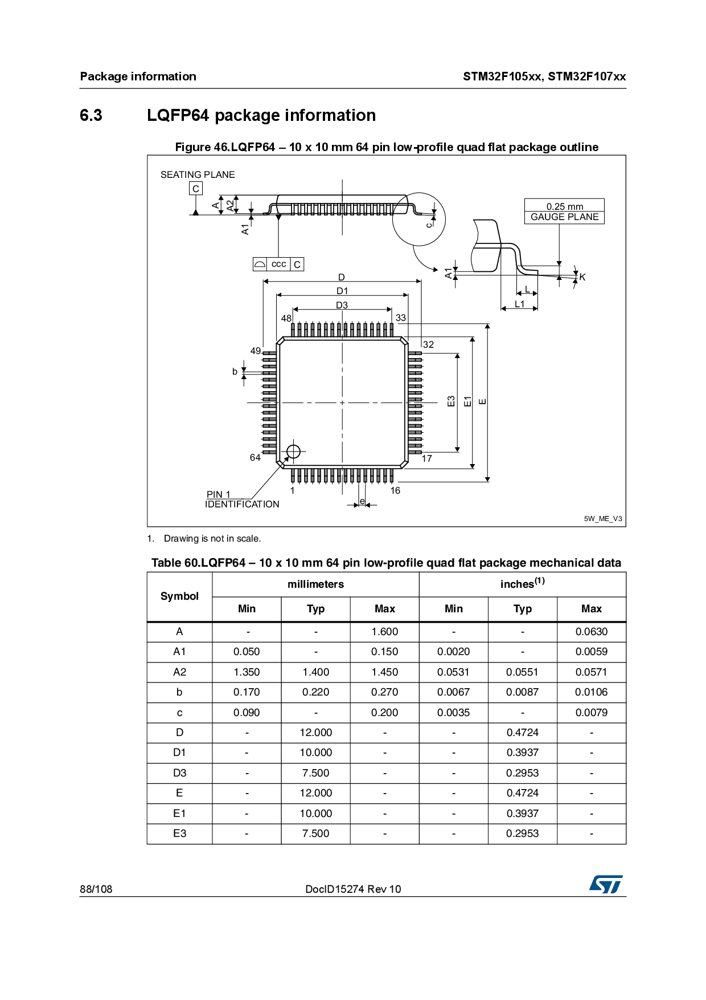 Package information STM32F105xx, STM32F107xx
6.3 LQFP64 package information
Figure 46.LQFP64 – 10 x 10 mm 64 pin low-profile quad flat package outline
SEATING PLANE
C
A
A2
A1
c
0.25 mm
GAUGE PLANE
ccc C
A1
K
L
L1
D
D1
D3
48
33
32
49
b
E3
E1
E
64
17
PIN 1
IDENTIFICATION
1
16
e
5W_ME_V3
1. Drawing is not in scale.
Table 60.LQFP64 – 10 x 10 mm 64 pin low-profile quad flat package mechanical data
Symbol millimeters inches(1)
Min Typ Max Min Typ Max
A - - 1.600 - - 0.0630
A1 0.050 - 0.150 0.0020 - 0.0059
A2 1.350 1.400 1.450 0.0531 0.0551 0.0571
b 0.170 0.220 0.270 0.0067 0.0087 0.0106
c 0.090 - 0.200 0.0035 - 0.0079
D - 12.000 - - 0.4724 -
D1 - 10.000 - - 0.3937 -
D3 - 7.500 - - 0.2953 -
E - 12.000 - - 0.4724 -
E1 - 10.000 - - 0.3937 -
E3 - 7.500 - - 0.2953 -
88/108 DocID15274 Rev 10 ST